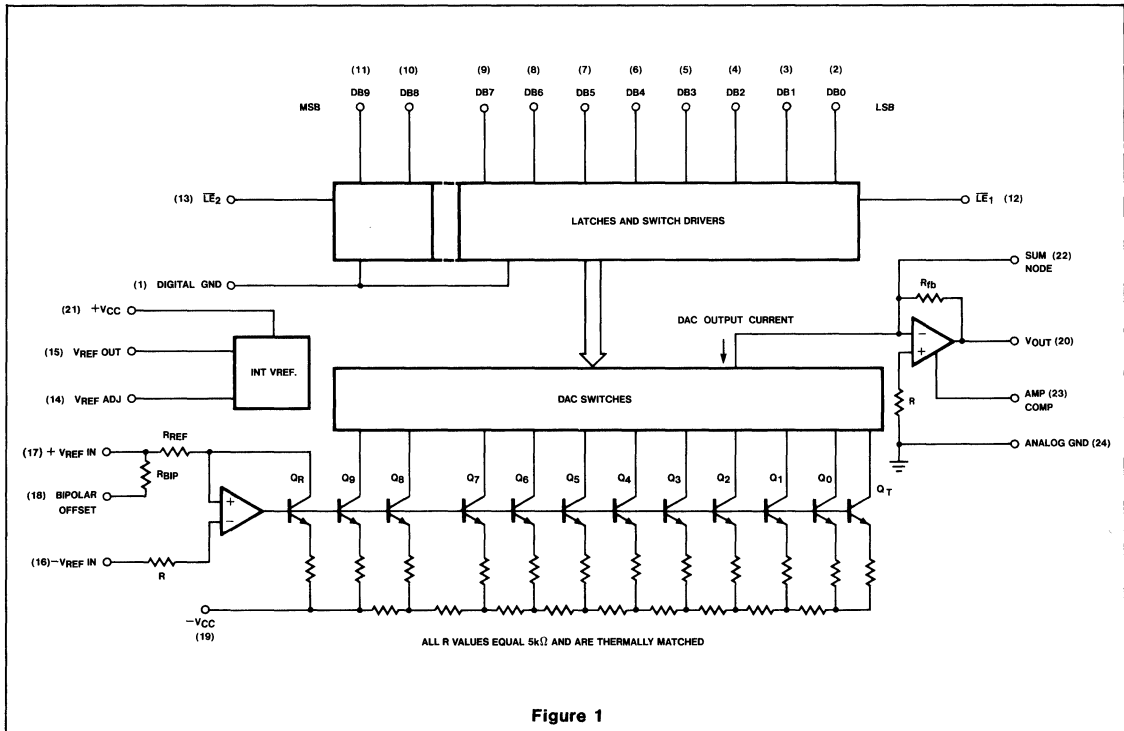 (11) (10) (9) (8) (7) (6) (5) (4) (3) (2)
MSB DB9 DB8 DB7 DB6 DB5 DB4 DB3 DB2 DB1 DB0 LSB
(13) L̅E̅2
LATCHES AND SWITCH DRIVERS
L̅E̅1 (12)
(1) DIGITAL GND
SUM (22)
NODE
Rfb
(21) +VCC
DAC OUTPUT CURRENT
(15) VREF OUT
INT VREF.
− +
VOUT (20)
(14) VREF ADJ
DAC SWITCHES
R
AMP (23)
COMP
(17) + VREF IN
RREF
ANALOG GND (24)
RBIP
(18) BIPOLAR
OFFSET
+ −
QR Q9 Q8 Q7 Q6 Q5 Q4 Q3 Q2 Q1 Q0 QT
(16) −VREF IN
R
−VCC
(19)
ALL R VALUES EQUAL 5kΩ AND ARE THERMALLY MATCHED
Figure 1